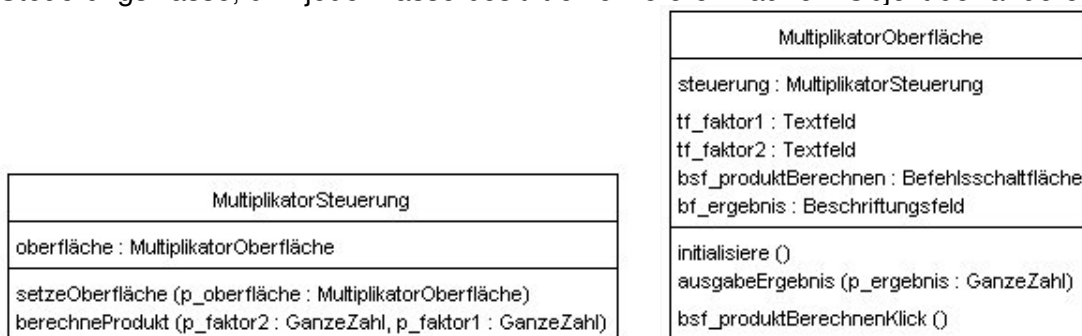 MultiplikatorOberfläche
steuerung : MultiplikatorSteuerung
tf_faktor1 : Textfeld
tf_faktor2 : Textfeld
bsf_produktBerechnen : Befehlsschaltfläche
bf_ergebnis : Beschriftungsfeld
initialisiere ()
ausgabeErgebnis (p_ergebnis : GanzeZahl)
bsf_produktBerechnenKlick ()
MultiplikatorSteuerung
oberfläche : MultiplikatorOberfläche
setzeOberfläche (p_oberfläche : MultiplikatorOberfläche)
berechneProdukt (p_faktor2 : GanzeZahl, p_faktor1 : GanzeZahl)